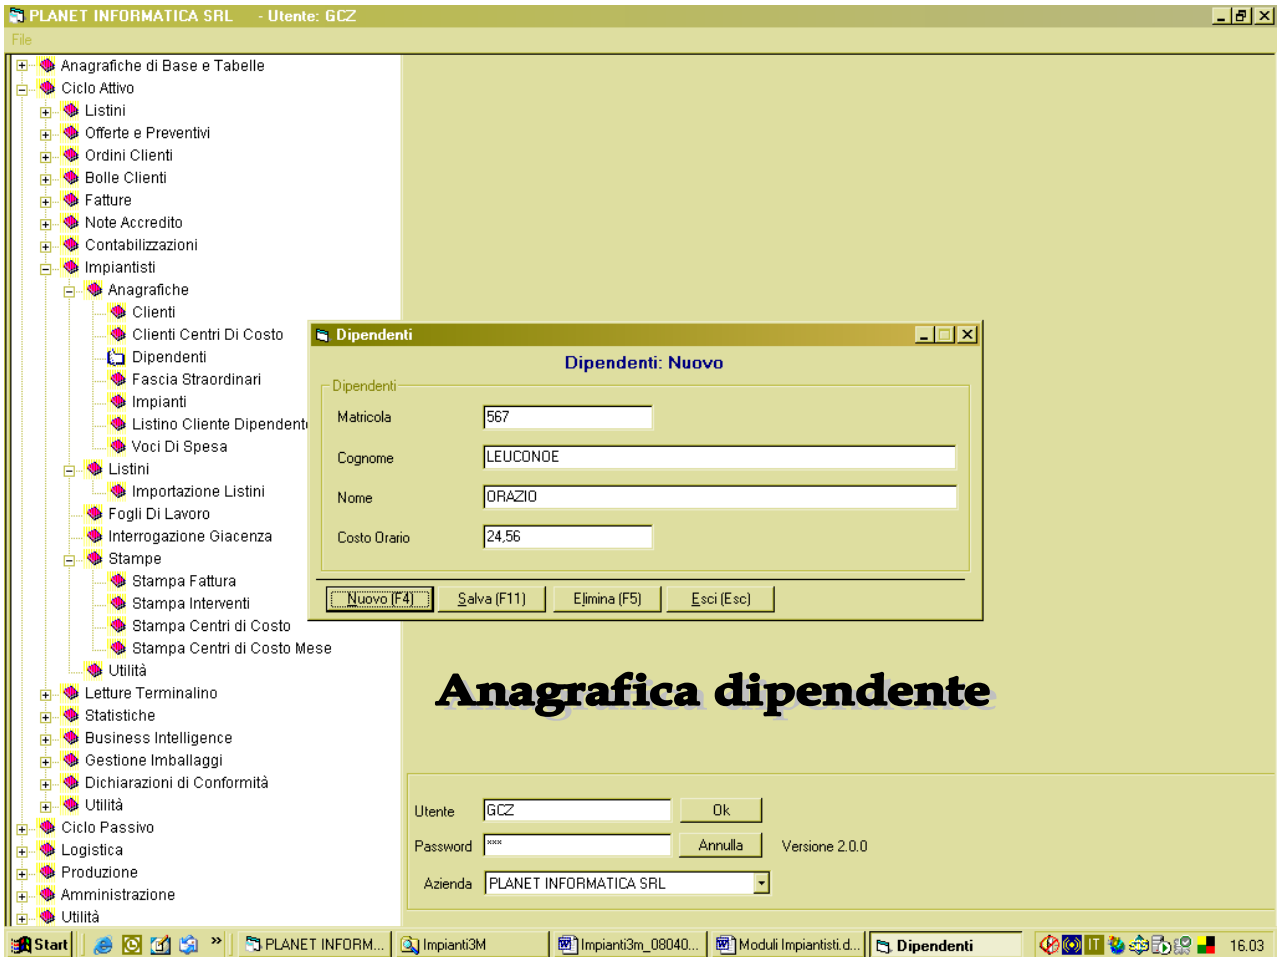 PLANET INFORMATICA SRL - Utente: GCZ
File
Anagrafiche di Base e Tabelle
Ciclo Attivo
Listini
Offerte e Preventivi
Ordini Clienti
Bolle Clienti
Fatture
Note Accredito
Contabilizzazioni
Impiantisti
Anagrafiche
Clienti
Clienti Centri Di Costo
Dipendenti
Fascia Straordinari
Impianti
Listino Cliente Dipendente
Voci Di Spesa
Listini
Importazione Listini
Fogli Di Lavoro
Interrogazione Giacenza
Stampe
Stampa Fattura
Stampa Interventi
Stampa Centri di Costo
Stampa Centri di Costo Mese
Utilità
Letture Terminalino
Statistiche
Business Intelligence
Gestione Imballaggi
Dichiarazioni di Conformità
Utilità
Ciclo Passivo
Logistica
Produzione
Amministrazione
Utilità
Dipendenti
Dipendenti: Nuovo
Dipendenti
Matricola 567
Cognome LEUCONOE
Nome ORAZIO
Costo Orario 24,56
Nuovo (F4) Salva (F11) Elimina (F5) Esci (Esc)
Anagrafica dipendente
Utente GCZ Ok
Password *** Annulla Versione 2.0.0
Azienda PLANET INFORMATICA SRL
Start » PLANET INFORM... Impianti3M Impianti3m_08040... Moduli Impiantisti.d... Dipendenti IT 16.03